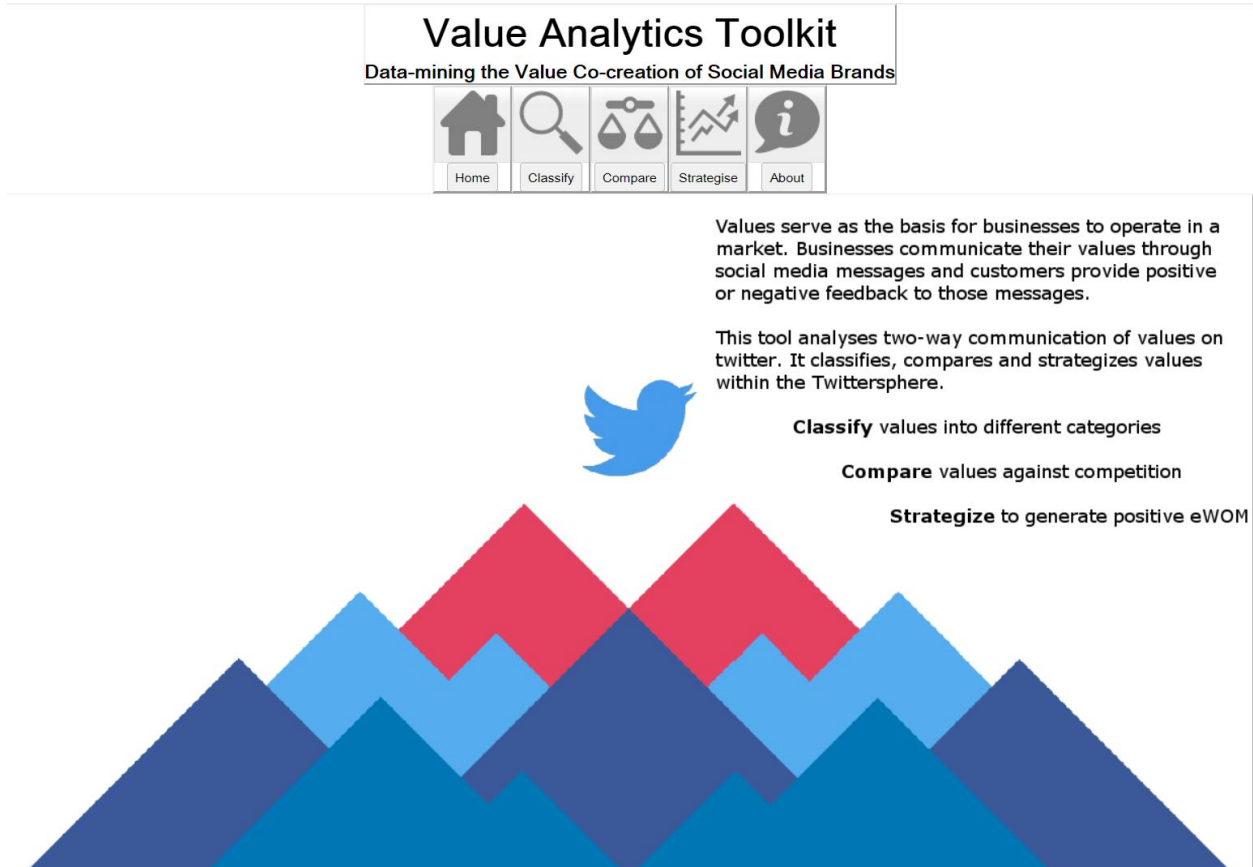 Value Analytics Toolkit
Data-mining the Value Co-creation of Social Media Brands
Home Classify Compare Strategise About
Values serve as the basis for businesses to operate in a
market. Businesses communicate their values through
social media messages and customers provide positive
or negative feedback to those messages.
This tool analyses two-way communication of values on
twitter. It classifies, compares and strategizes values
within the Twittersphere.
Classify values into different categories
Compare values against competition
Strategize to generate positive eWOM